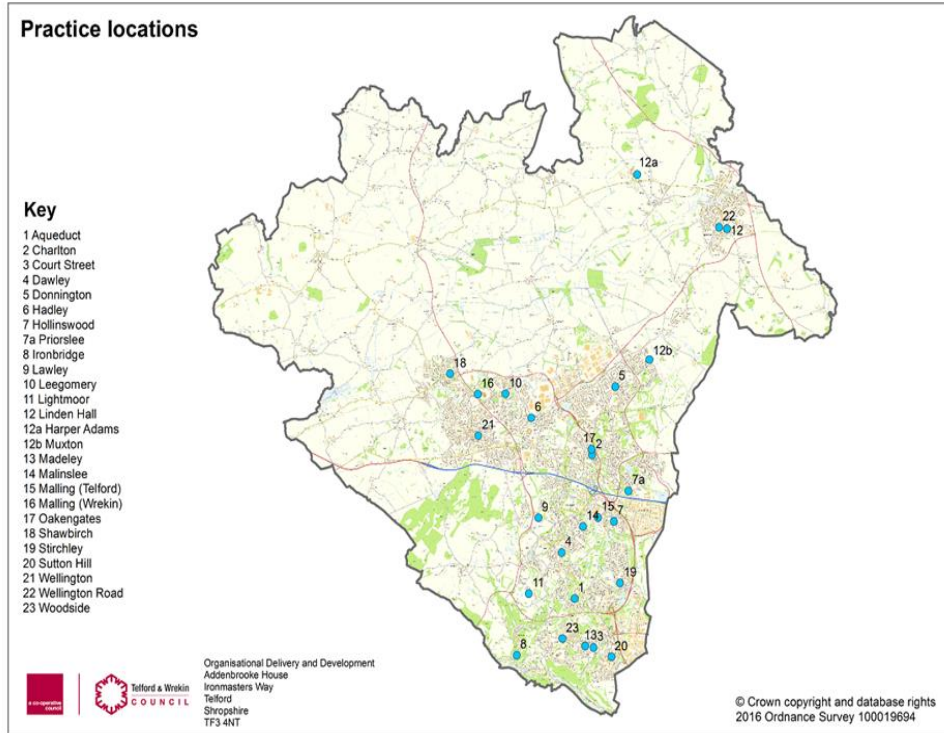 Practice locations
12a
22
12
12b
18
16
10
5
6
21
17
2
7a
9
15
14
7
4
19
11
1
23
13
3
8
20
Key
1 Aqueduct
2 Charlton
3 Court Street
4 Dawley
5 Donnington
6 Hadley
7 Hollinswood
7a Priorslee
8 Ironbridge
9 Lawley
10 Leegomery
11 Lightmoor
12 Linden Hall
12a Harper Adams
12b Muxton
13 Madeley
14 Malinslee
15 Malling (Telford)
16 Malling (Wrekin)
17 Oakengates
18 Shawbirch
19 Stirchley
20 Sutton Hill
21 Wellington
22 Wellington Road
23 Woodside
a co-operative
council
Telford & Wrekin
COUNCIL
Organisational Delivery and Development
Addenbrooke House
Ironmasters Way
Telford
Shropshire
TF3 4NT
© Crown copyright and database rights
2016 Ordnance Survey 100019694